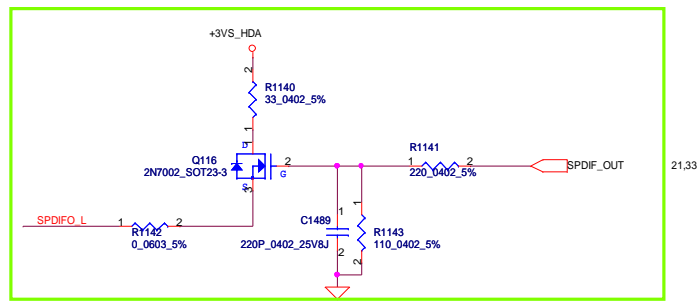 +3VS_HDA
2
R1140
33_0402_5%
1
1
D
Q116
2N7002_SOT23-3
2
G
S
3
R1141
1
2
220_0402_5%
SPDIF_OUT
21,33
SPDIFO_L
1
2
R1142
0_0603_5%
1
C1489
2
220P_0402_25V8J
1
R1143
110_0402_5%
2